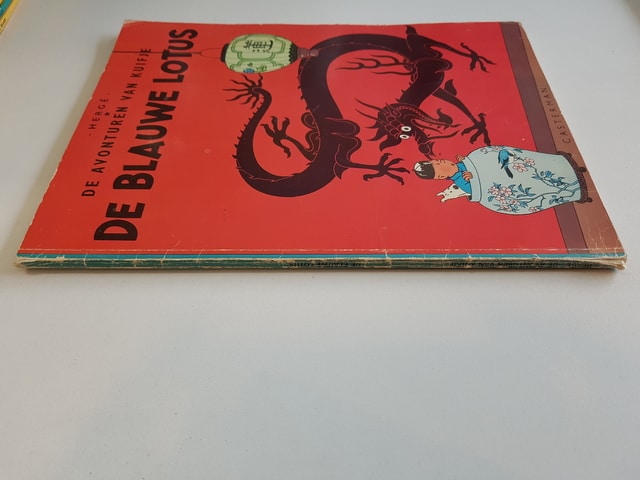 - HERGÉ -
DE AVONTUREN VAN KUIFJE
DE BLAUWE LOTUS
CASTERMAN